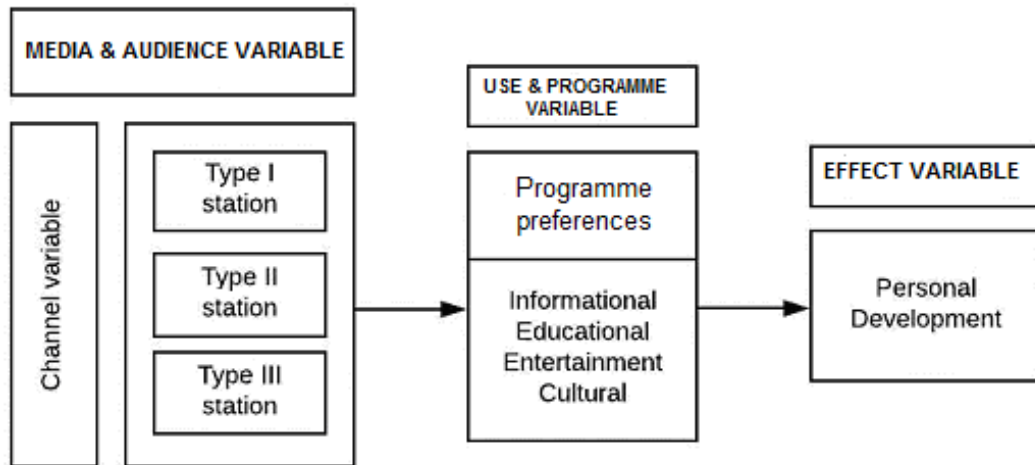 MEDIA & AUDIENCE VARIABLE
Channel variable
Type I
station
Type II
station
Type III
station
USE & PROGRAMME
VARIABLE
Programme
preferences
Informational
Educational
Entertainment
Cultural
EFFECT VARIABLE
Personal
Development